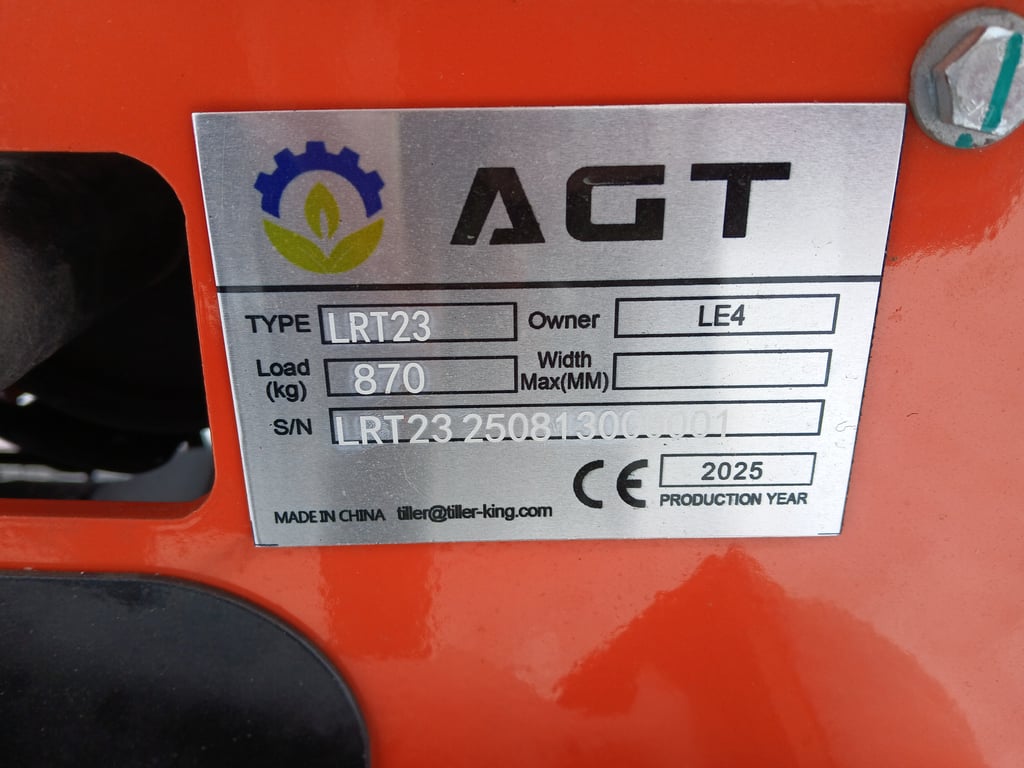 AGT
TYPE LRT23 Owner LE4
Load (kg) 870 Width Max(MM)
S/N LRT23 250813000001
CE 2025
PRODUCTION YEAR
MADE IN CHINA tiller@tiller-king.com